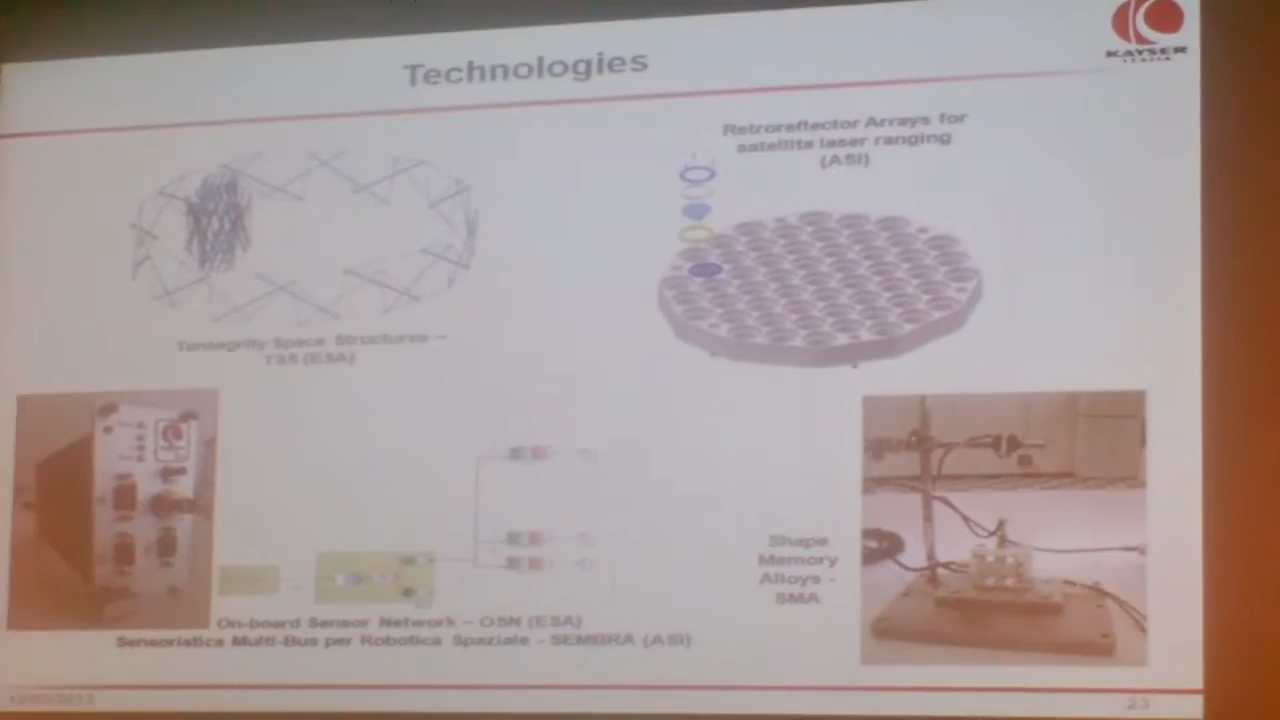 Technologies
KAYSER
ITALIA
Retroreflector Arrays for
satellite laser ranging
(ASI)
Tensegrity Space Structures –
TSS (ESA)
Shape
Memory
Alloys -
SMA
On-board Sensor Network – OSN (ESA)
Sensoristica Multi-Bus per Robotica Spaziale - SEMBRA (ASI)
23